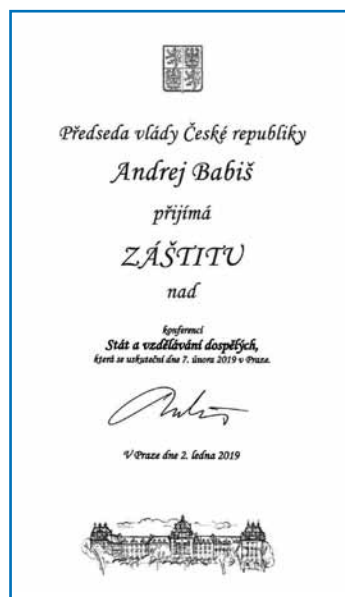 Předseda vlády České republiky
Andrej Babiš
přijímá
ZÁŠTITU
nad
konferencí
Stát a vzdělávání dospělých,
která se uskuteční dne 7. února 2019 v Praze.
V Praze dne 2. ledna 2019